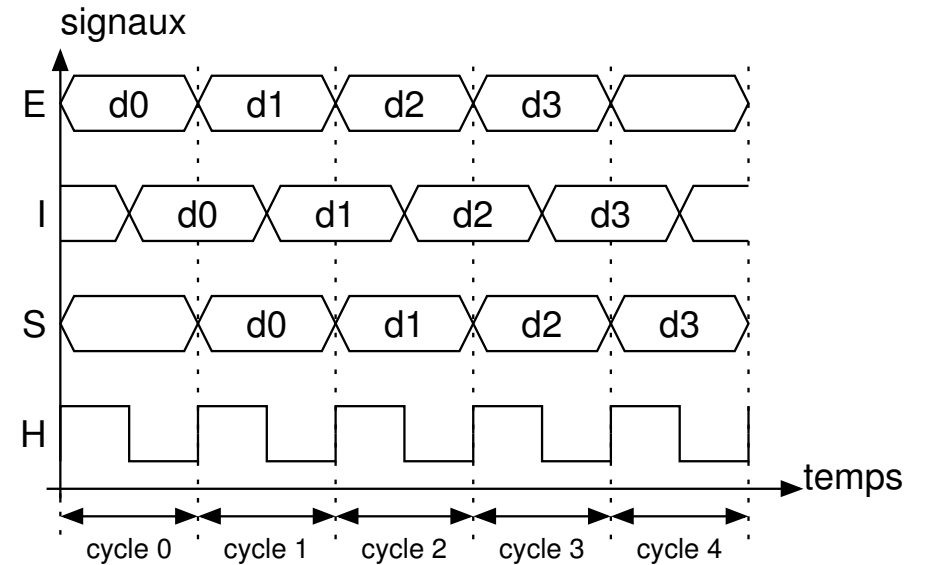 signaux
E d0 d1 d2 d3
I d0 d1 d2 d3
S d0 d1 d2 d3
H
temps
cycle 0 cycle 1 cycle 2 cycle 3 cycle 4